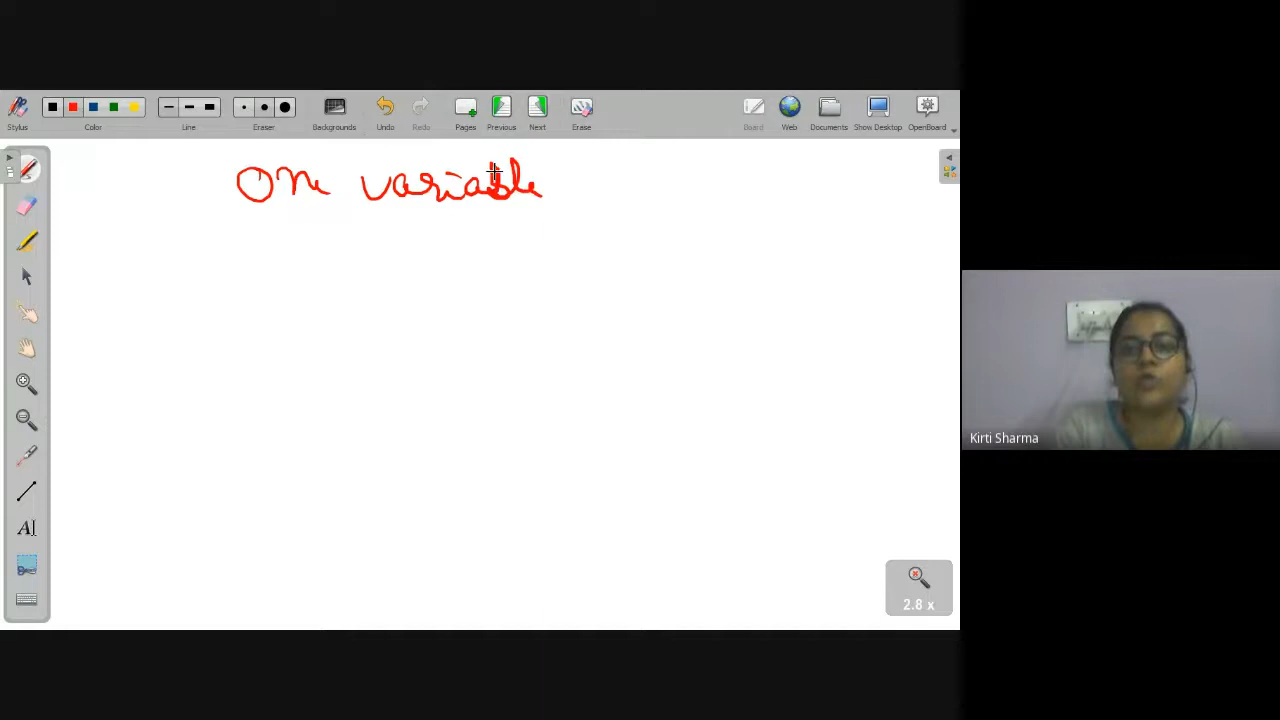 Stylus Color Line Eraser Backgrounds Undo Redo Pages Previous Next Erase Board Web Documents Show Desktop OpenBoard
One variable
Kirti Sharma
2.8 x